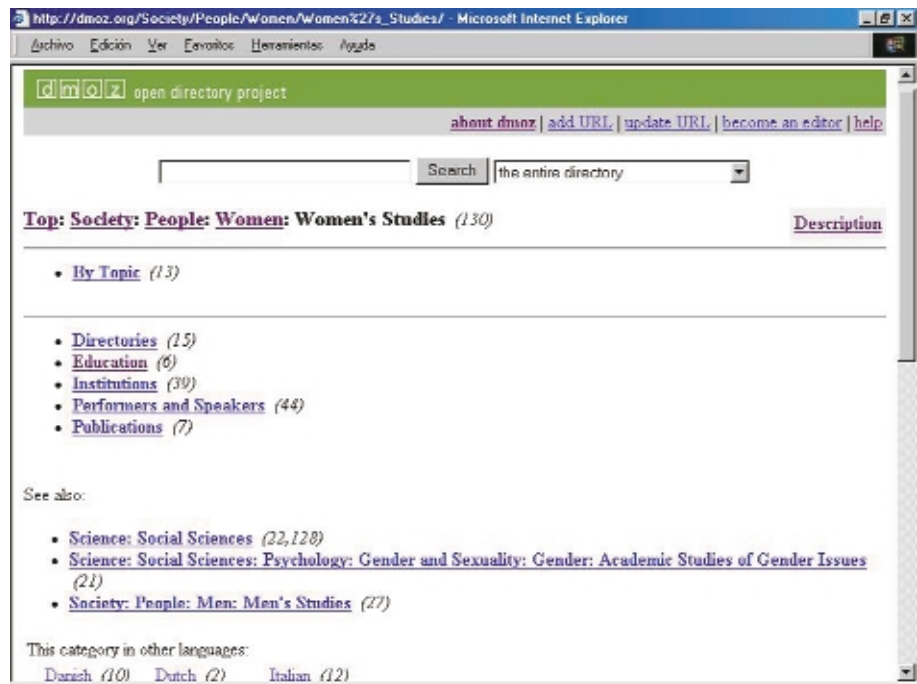 http://dmoz.org/Society/People/Women/Women%27s_Studies/ - Microsoft Internet Explorer
Archivo Edición Ver Favoritos Herramientas Ayuda
dmoz open directory project
about dmoz | add URL | update URL | become an editor | help
Search the entire directory
Top: Society: People: Women: Women's Studies (130) Description
• By Topic (13)
• Directories (15)
• Education (6)
• Institutions (39)
• Performers and Speakers (44)
• Publications (7)
See also:
• Science: Social Sciences (22,128)
• Science: Social Sciences: Psychology: Gender and Sexuality: Gender: Academic Studies of Gender Issues
(21)
• Society: People: Men: Men's Studies (27)
This category in other languages:
Danish (10) Dutch (2) Italian (12)